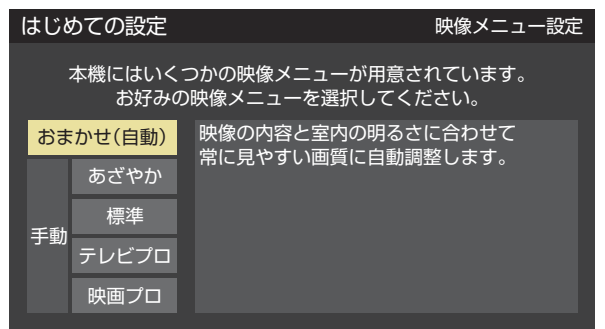 はじめての設定
映像メニュー設定
本機にはいくつかの映像メニューが用意されています。
お好みの映像メニューを選択してください。
おまかせ(自動)
手動
あざやか
標準
テレビプロ
映画プロ
映像の内容と室内の明るさに合わせて
常に見やすい画質に自動調整します。